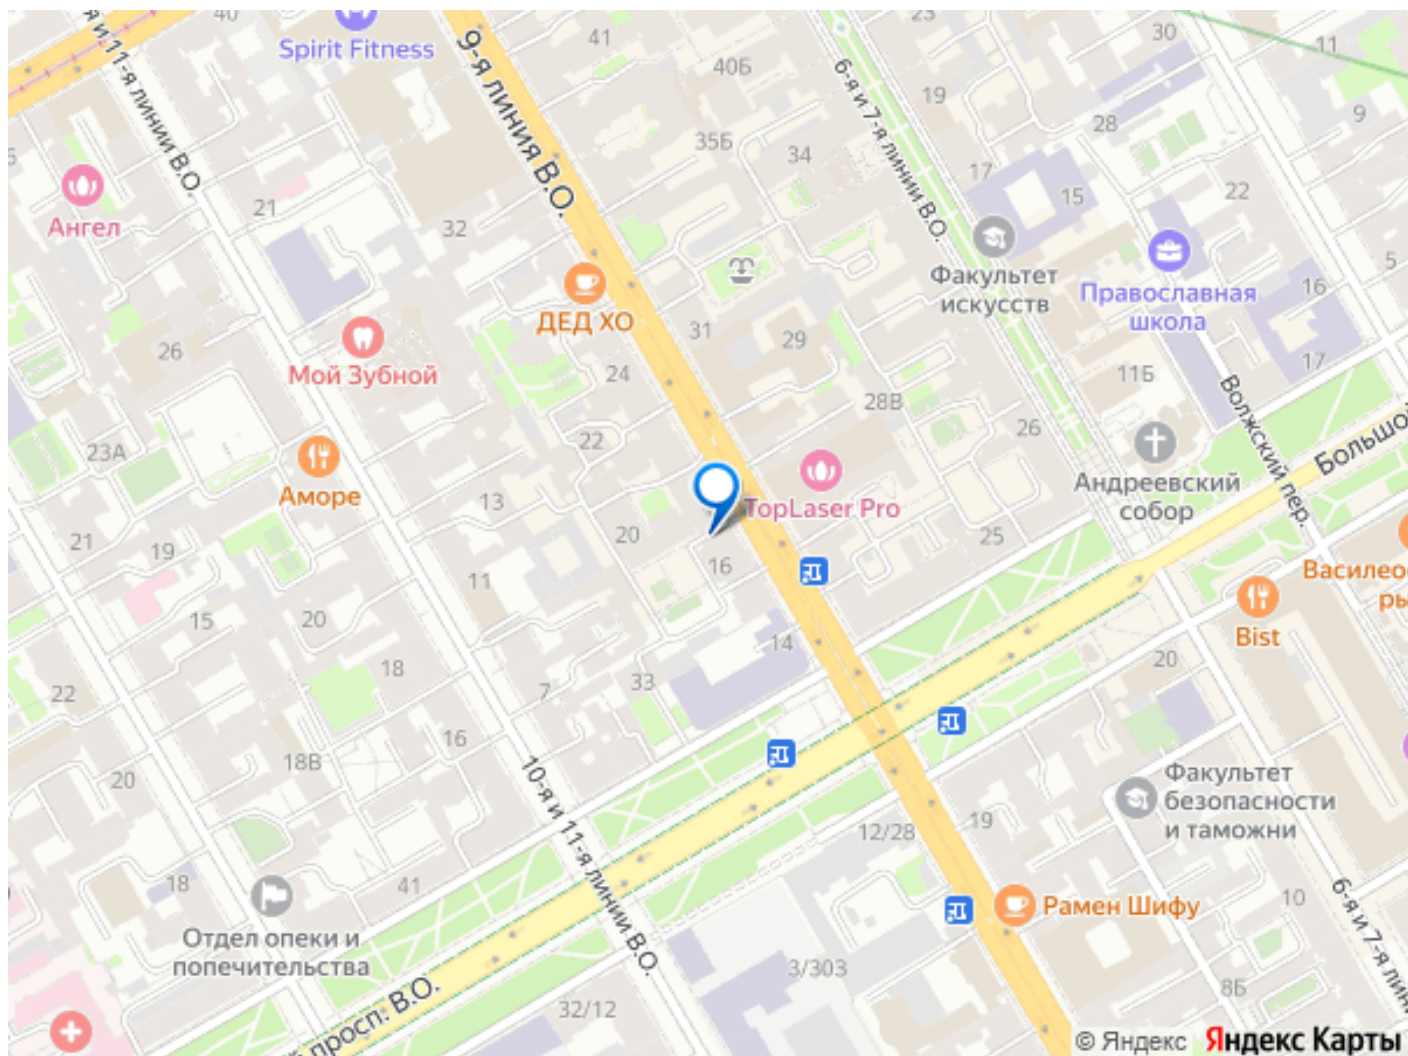 40
Spirit Fitness
41
23
30
11
40Б
9-я линия В.О.
я и 11-я линии В.О.
6-я и 7-я линии В.О.
19
9
28
35Б
34
17
22
15
Ангел
21
32
Факультет
искусств
Православная
школа
5
16
ДЕД ХО
31
29
26
Мой Зубной
24
11Б
17
28В
Волжский пер.
26
22
23А
Аморе
Большо
Андреевский
собор
13
TopLaser Pro
20
25
21
19
16
11
Василео
ры
15
20
Bist
14
18
7
33
20
22
16
18В
20
10-я и 11-я линии В.О.
Факультет
безопасности
и таможни
12/28
19
18
41
10
6-я и 7-я лин
Рамен Шифу
Отдел опеки и
попечительства
3/303
8Б
32/12
просп. В.О.
© Яндекс Яндекс Карты